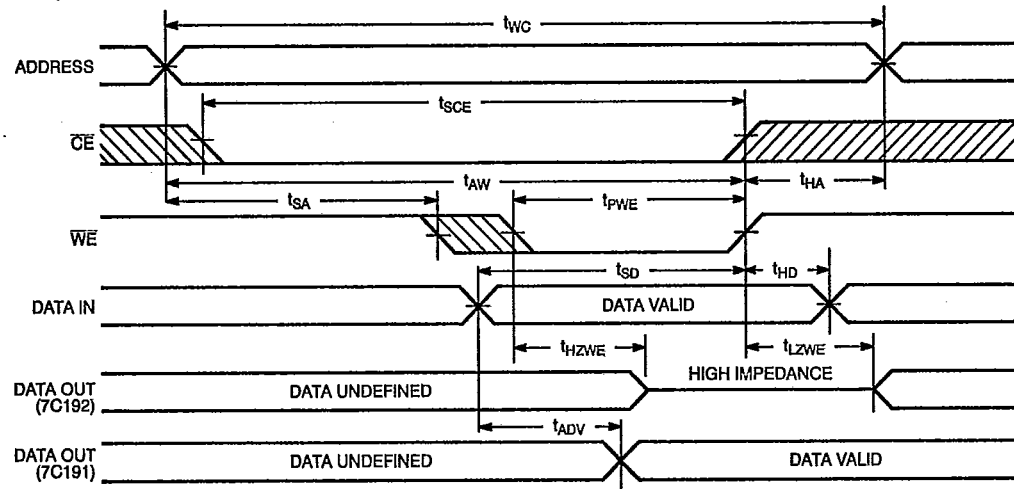 tWC
ADDRESS
tSCE
CE
tAW
tHA
tSA
tPWE
WE
tSD
tHD
DATA IN
DATA VALID
tHZWE
tLZWE
HIGH IMPEDANCE
DATA OUT
(7C192)
DATA UNDEFINED
tADV
DATA OUT
(7C191)
DATA UNDEFINED
DATA VALID